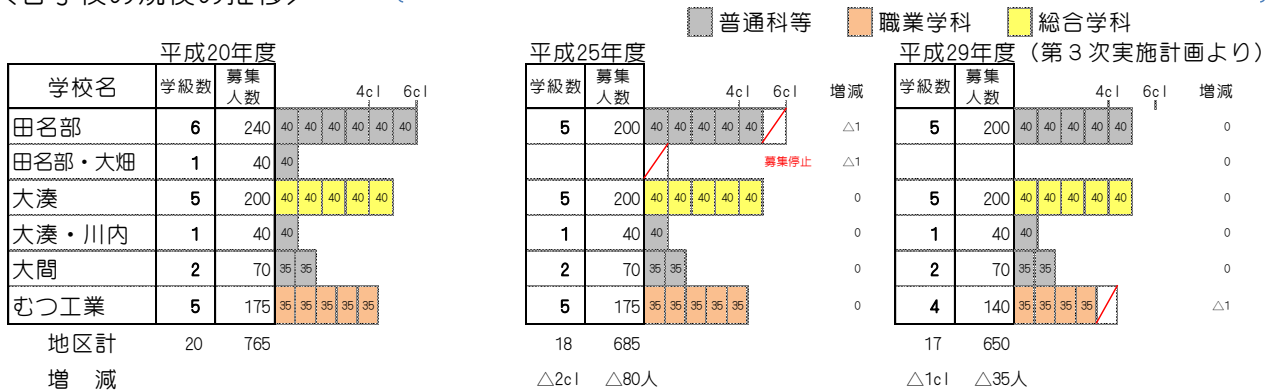 普通科等 職業学科 総合学科
平成20年度 平成25年度 平成29年度（第３次実施計画より）
学校名 学級数 募集人数 4cl 6cl 学級数 募集人数 4cl 6cl 増減 学級数 募集人数 4cl 6cl 増減
田名部 6 240 40 40 40 40 40 40 5 200 40 40 40 40 40 △1 5 200 40 40 40 40 40 0
田名部・大畑 1 40 40 募集停止 △1 0
大湊 5 200 40 40 40 40 40 5 200 40 40 40 40 40 0 5 200 40 40 40 40 40 0
大湊・川内 1 40 40 1 40 40 0 1 40 40 0
大間 2 70 35 35 2 70 35 35 0 2 70 35 35 0
むつ工業 5 175 35 35 35 35 35 5 175 35 35 35 35 35 0 4 140 35 35 35 35 △1
地区計 20 765 18 685 17 650
増 減 △2cl △80人 △1cl △35人